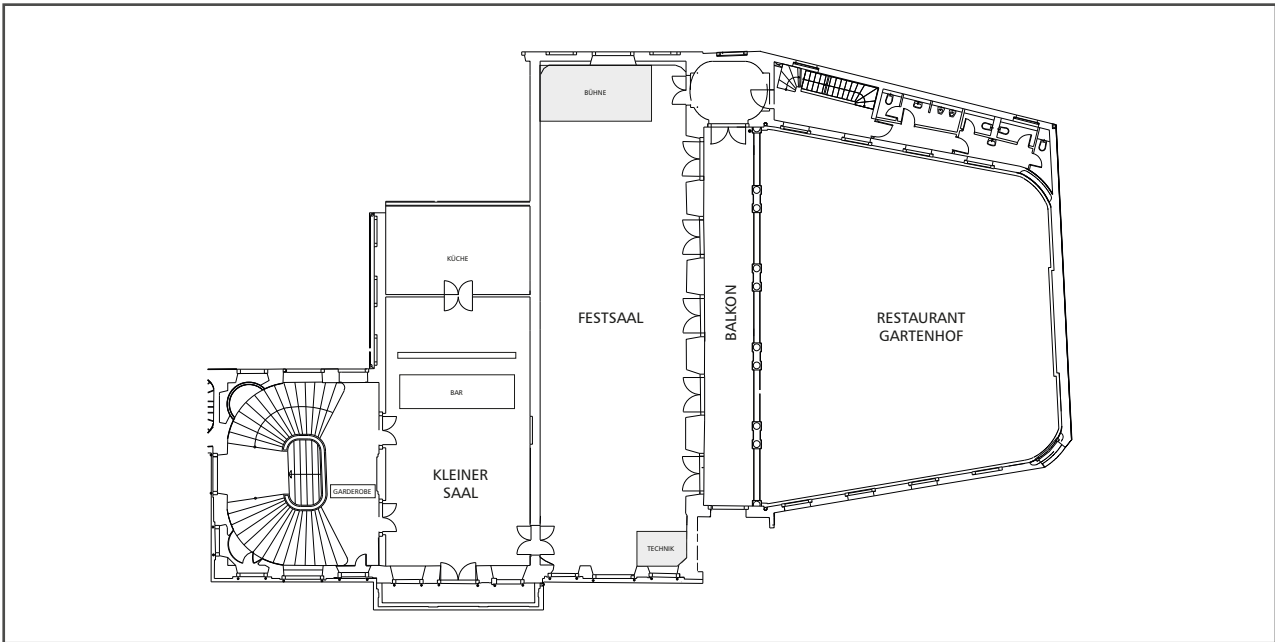 BÜHNE
KÜCHE
FESTSAAL
BALKON
RESTAURANT
GARTENHOF
BAR
KLEINER
SAAL
GARDEROBE
TECHNIK